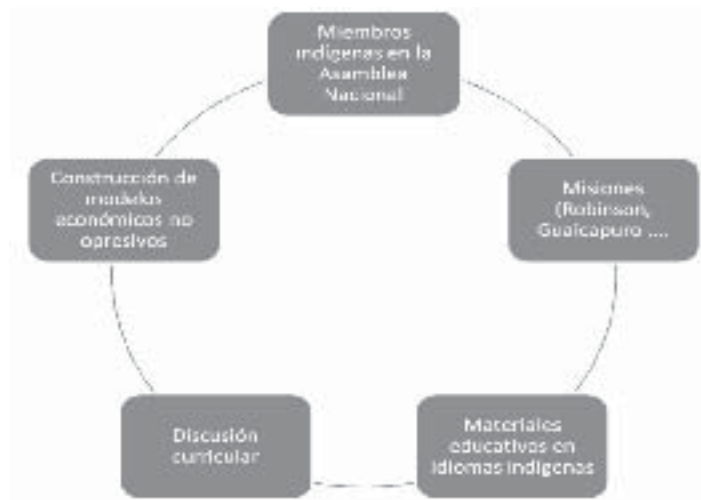 Miembros
indígenas en la
Asamblea
Nacional
Misiones
(Robinson,
Guaicapuro ....
Materiales
educativos en
idiomas indígenas
Discusión
curricular
Construcción de
modelos
económicos no
opresivos